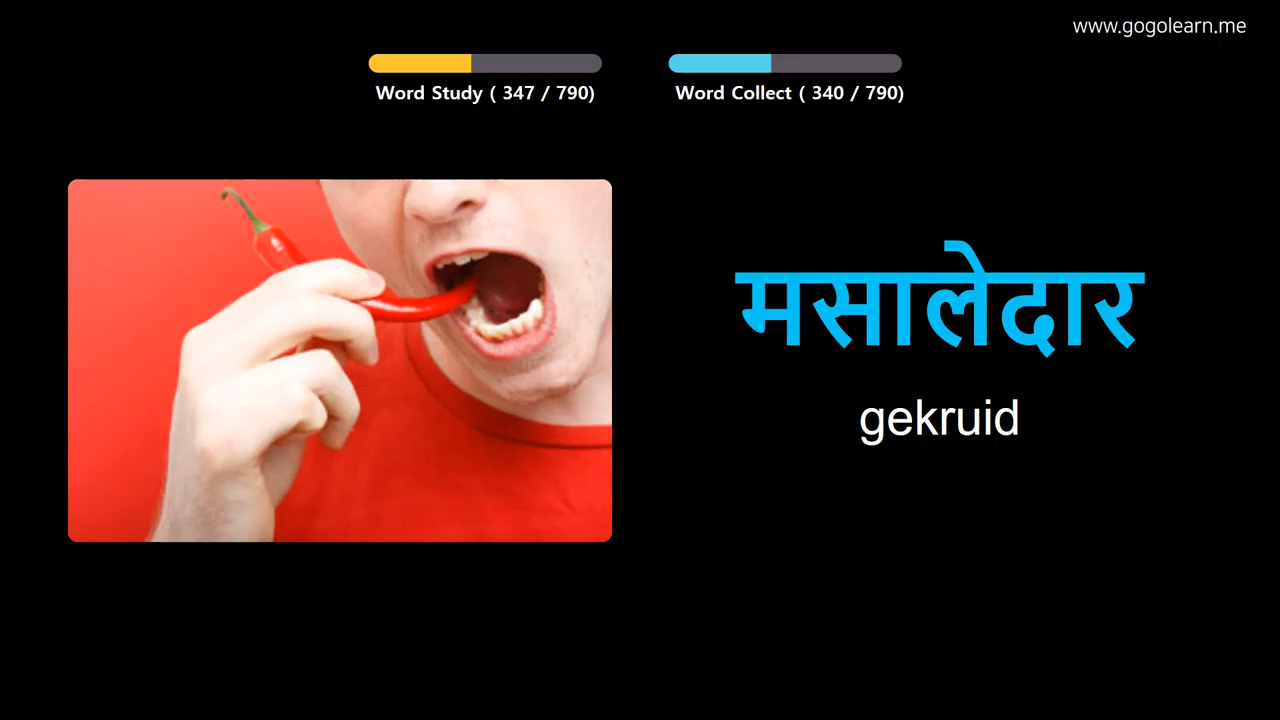 www.gogolearn.me
Word Study ( 347 / 790)
Word Collect ( 340 / 790)
मसालेदार
gekruid